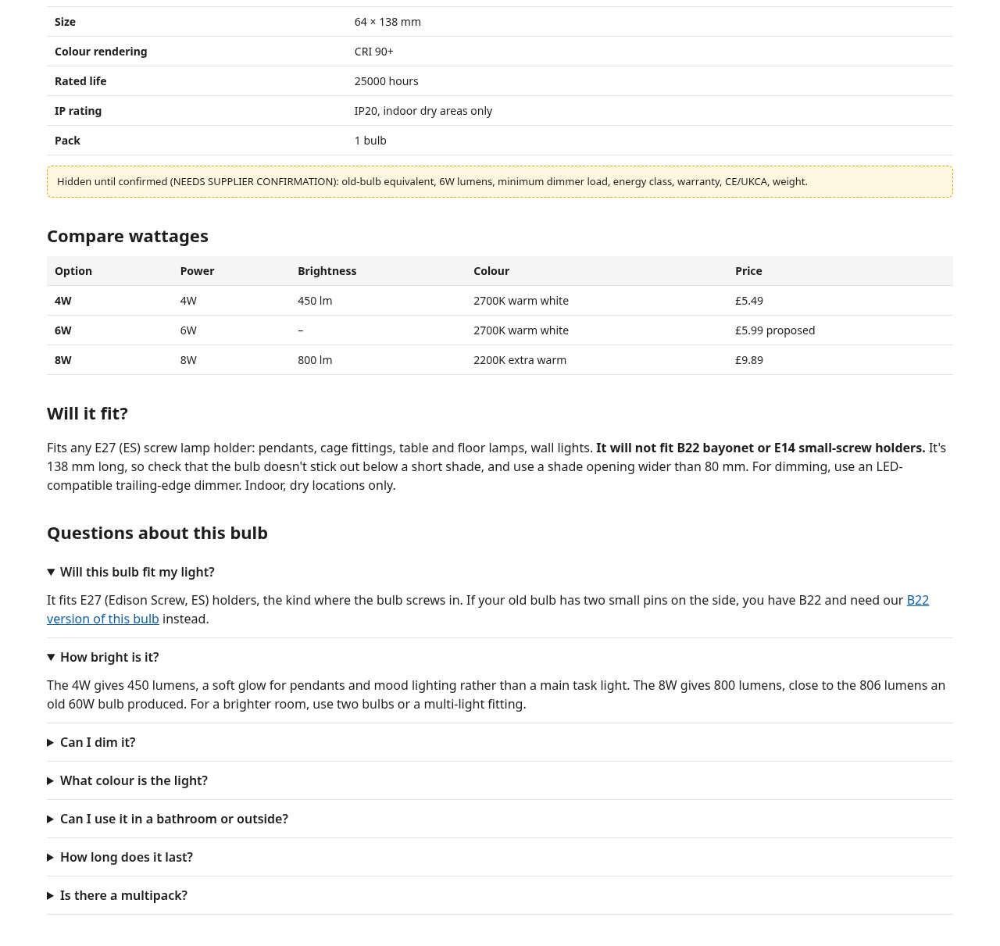 Size 64 × 138 mm
Colour rendering CRI 90+
Rated life 25000 hours
IP rating IP20, indoor dry areas only
Pack 1 bulb
Hidden until confirmed (NEEDS SUPPLIER CONFIRMATION): old-bulb equivalent, 6W lumens, minimum dimmer load, energy class, warranty, CE/UKCA, weight.
Compare wattages
Option Power Brightness Colour Price
4W 4W 450 lm 2700K warm white £5.49
6W 6W – 2700K warm white £5.99 proposed
8W 8W 800 lm 2200K extra warm £9.89
Will it fit?
Fits any E27 (ES) screw lamp holder: pendants, cage fittings, table and floor lamps, wall lights. It will not fit B22 bayonet or E14 small-screw holders. It's
138 mm long, so check that the bulb doesn't stick out below a short shade, and use a shade opening wider than 80 mm. For dimming, use an LED-
compatible trailing-edge dimmer. Indoor, dry locations only.
Questions about this bulb
Will this bulb fit my light?
It fits E27 (Edison Screw, ES) holders, the kind where the bulb screws in. If your old bulb has two small pins on the side, you have B22 and need our B22
version of this bulb instead.
How bright is it?
The 4W gives 450 lumens, a soft glow for pendants and mood lighting rather than a main task light. The 8W gives 800 lumens, close to the 806 lumens an
old 60W bulb produced. For a brighter room, use two bulbs or a multi-light fitting.
Can I dim it?
What colour is the light?
Can I use it in a bathroom or outside?
How long does it last?
Is there a multipack?